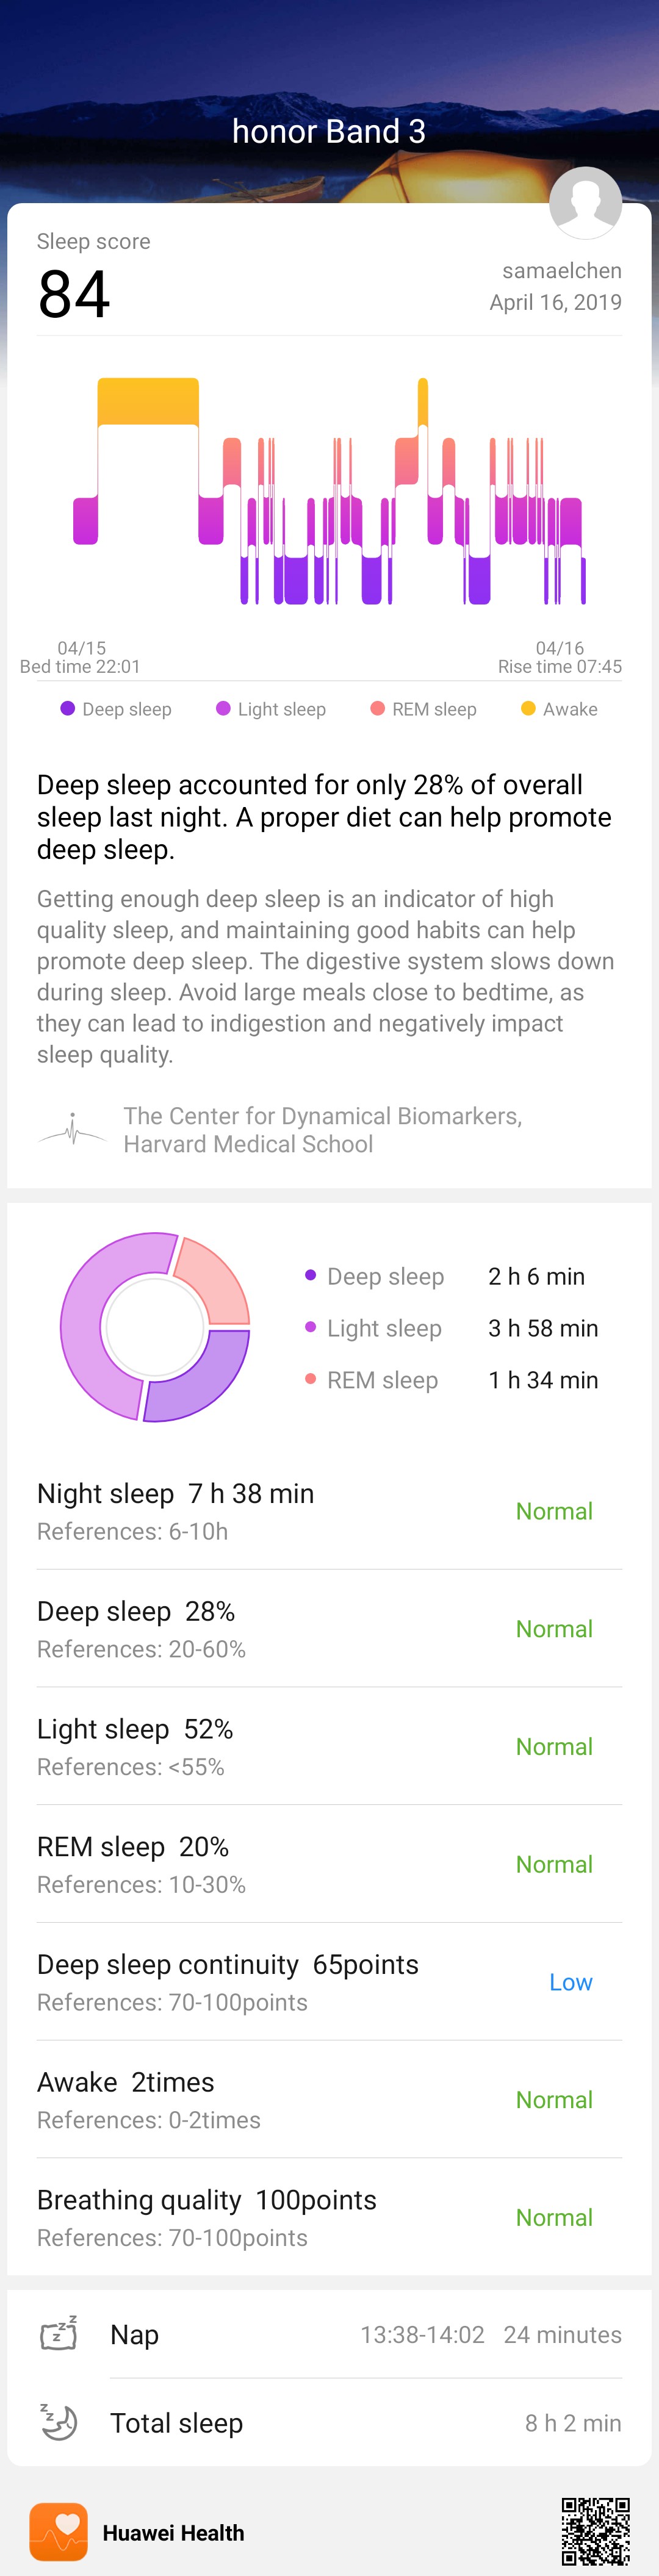 honor Band 3
Sleep score
84
samaelchen
April 16, 2019
04/15
Bed time 22:01
04/16
Rise time 07:45
Deep sleep
Light sleep
REM sleep
Awake
Deep sleep accounted for only 28% of overall
sleep last night. A proper diet can help promote
deep sleep.
Getting enough deep sleep is an indicator of high
quality sleep, and maintaining good habits can help
promote deep sleep. The digestive system slows down
during sleep. Avoid large meals close to bedtime, as
they can lead to indigestion and negatively impact
sleep quality.
The Center for Dynamical Biomarkers,
Harvard Medical School
Deep sleep 2 h 6 min
Light sleep 3 h 58 min
REM sleep 1 h 34 min
Night sleep 7 h 38 min
References: 6-10h
Normal
Deep sleep 28%
References: 20-60%
Normal
Light sleep 52%
References: <55%
Normal
REM sleep 20%
References: 10-30%
Normal
Deep sleep continuity 65points
References: 70-100points
Low
Awake 2times
References: 0-2times
Normal
Breathing quality 100points
References: 70-100points
Normal
Nap 13:38-14:02 24 minutes
Total sleep 8 h 2 min
Huawei Health